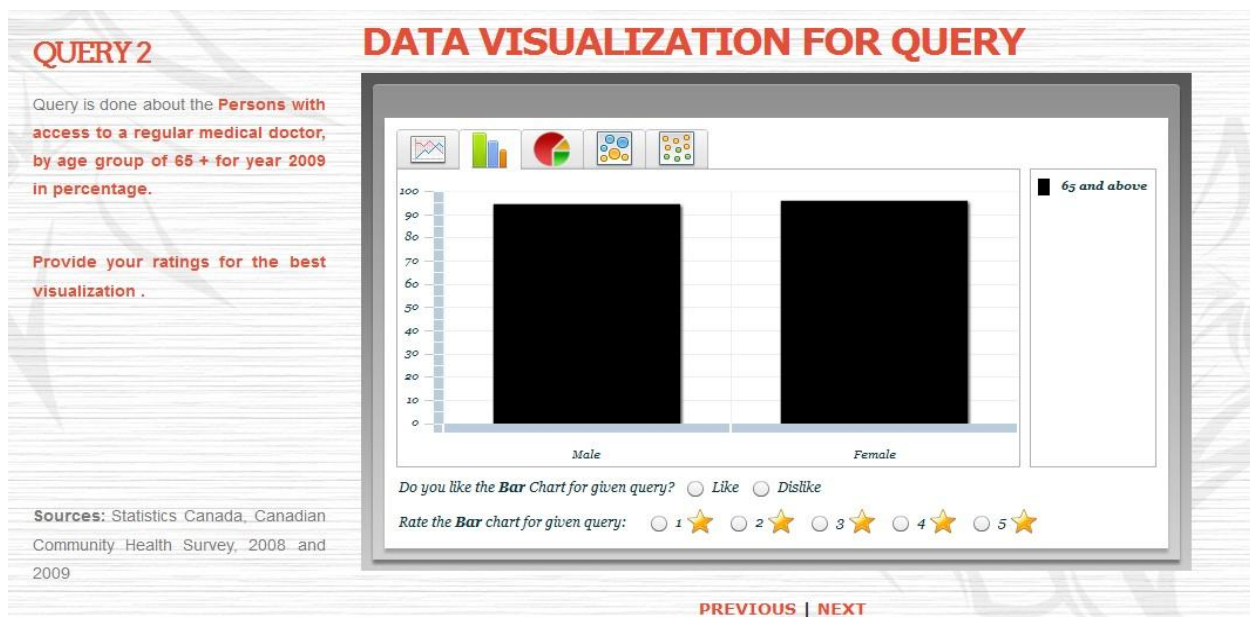 QUERY 2
Query is done about the Persons with
access to a regular medical doctor,
by age group of 65 + for year 2009
in percentage.
Provide your ratings for the best
visualization .
Sources: Statistics Canada, Canadian
Community Health Survey, 2008 and
2009
DATA VISUALIZATION FOR QUERY
100
90
80
70
60
50
40
30
20
10
0
Male Female
65 and above
Do you like the Bar Chart for given query? Like Dislike
Rate the Bar chart for given query: 1 2 3 4 5
PREVIOUS | NEXT